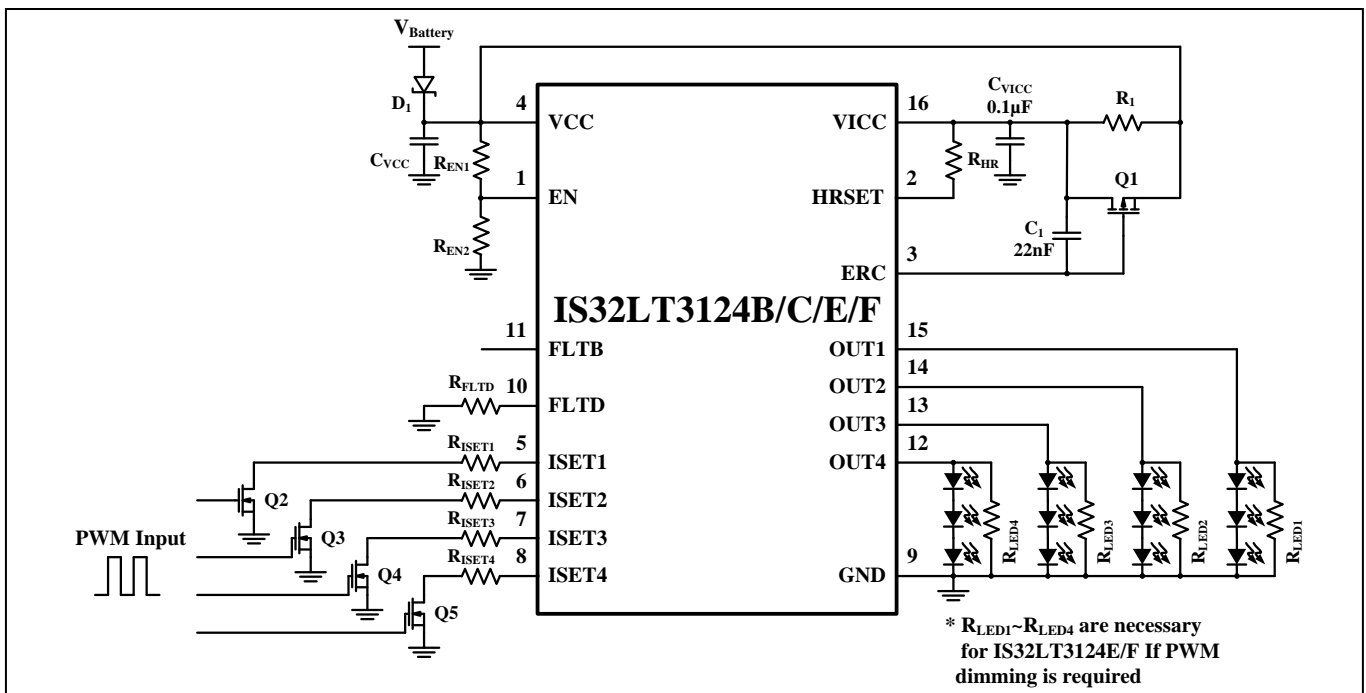 VBattery
D1
CVCC
REN1
REN2
4
VCC
1
EN
IS32LT3124B/C/E/F
11
FLTB
RFLTD
10
FLTD
RISET1
5
ISET1
RISET2
6
ISET2
RISET3
7
ISET3
RISET4
8
ISET4
Q2
Q3
Q4
Q5
PWM Input
16
VICC
CVICC
0.1µF
R1
RHR
2
HRSET
Q1
C1
22nF
3
ERC
15
OUT1
14
OUT2
13
OUT3
12
OUT4
RLED4
RLED3
RLED2
RLED1
9
GND
* RLED1~RLED4 are necessary
for IS32LT3124E/F If PWM
dimming is required